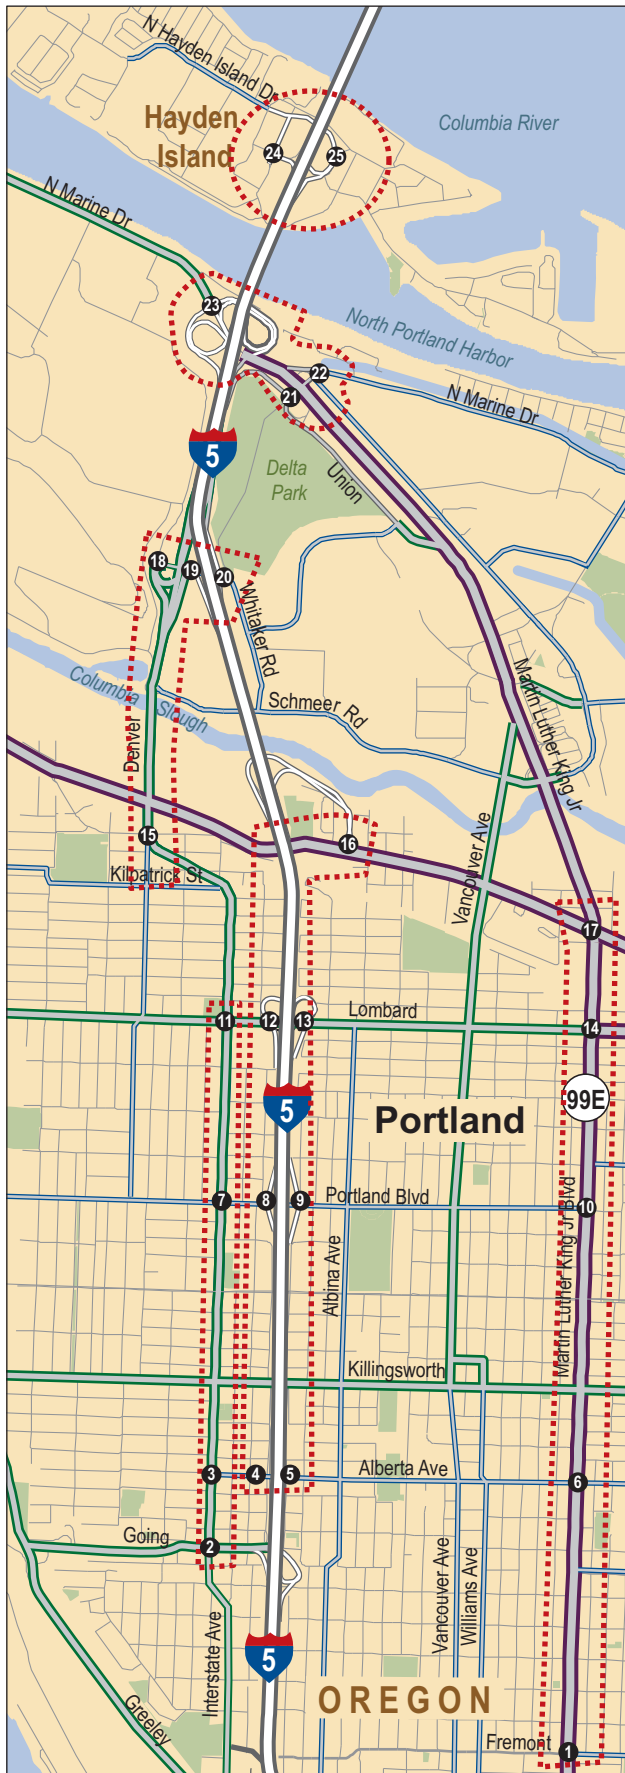 N Hayden Island Dr
Hayden
Island
Columbia River
24
25
N Marine Dr
23
North Portland Harbor
22
21
N Marine Dr
5
Delta
Park
Union
18
19
20
Whitaker Rd
Columbia Slough
Schmeer Rd
Martin Luther King Jr
Denver
15
16
Vancouver Ave
Kilpatrick St
17
Lombard
11
12
13
14
5
99E
Portland
7
8
9
Portland Blvd
10
Albina Ave
Martin Luther King Jr Blvd
Killingsworth
3
4
5
Alberta Ave
6
Going
2
Vancouver Ave
Williams Ave
Interstate Ave
5
OREGON
Greeley
Fremont
1